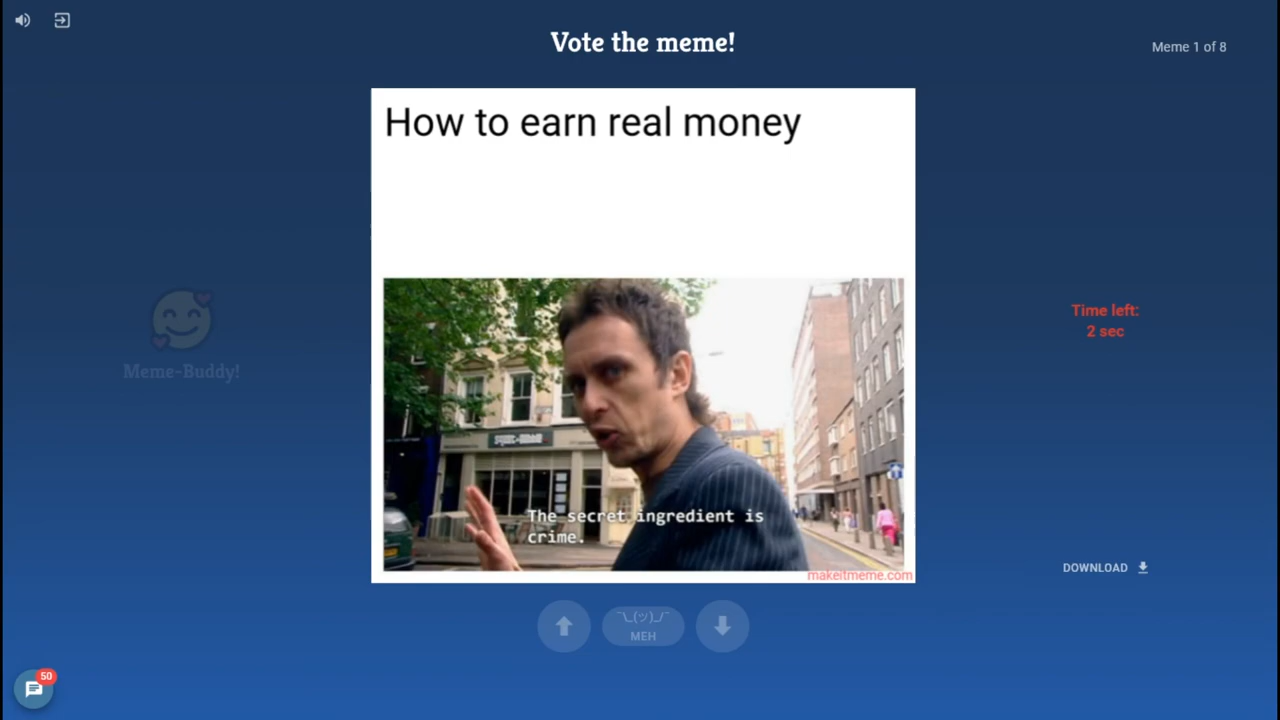 Vote the meme!
Meme 1 of 8
How to earn real money
Meme-Buddy!
Time left:
2 sec
The secret ingredient is
crime.
makeitmeme.com
DOWNLOAD
¯\_(ツ)_/¯
MEH
50